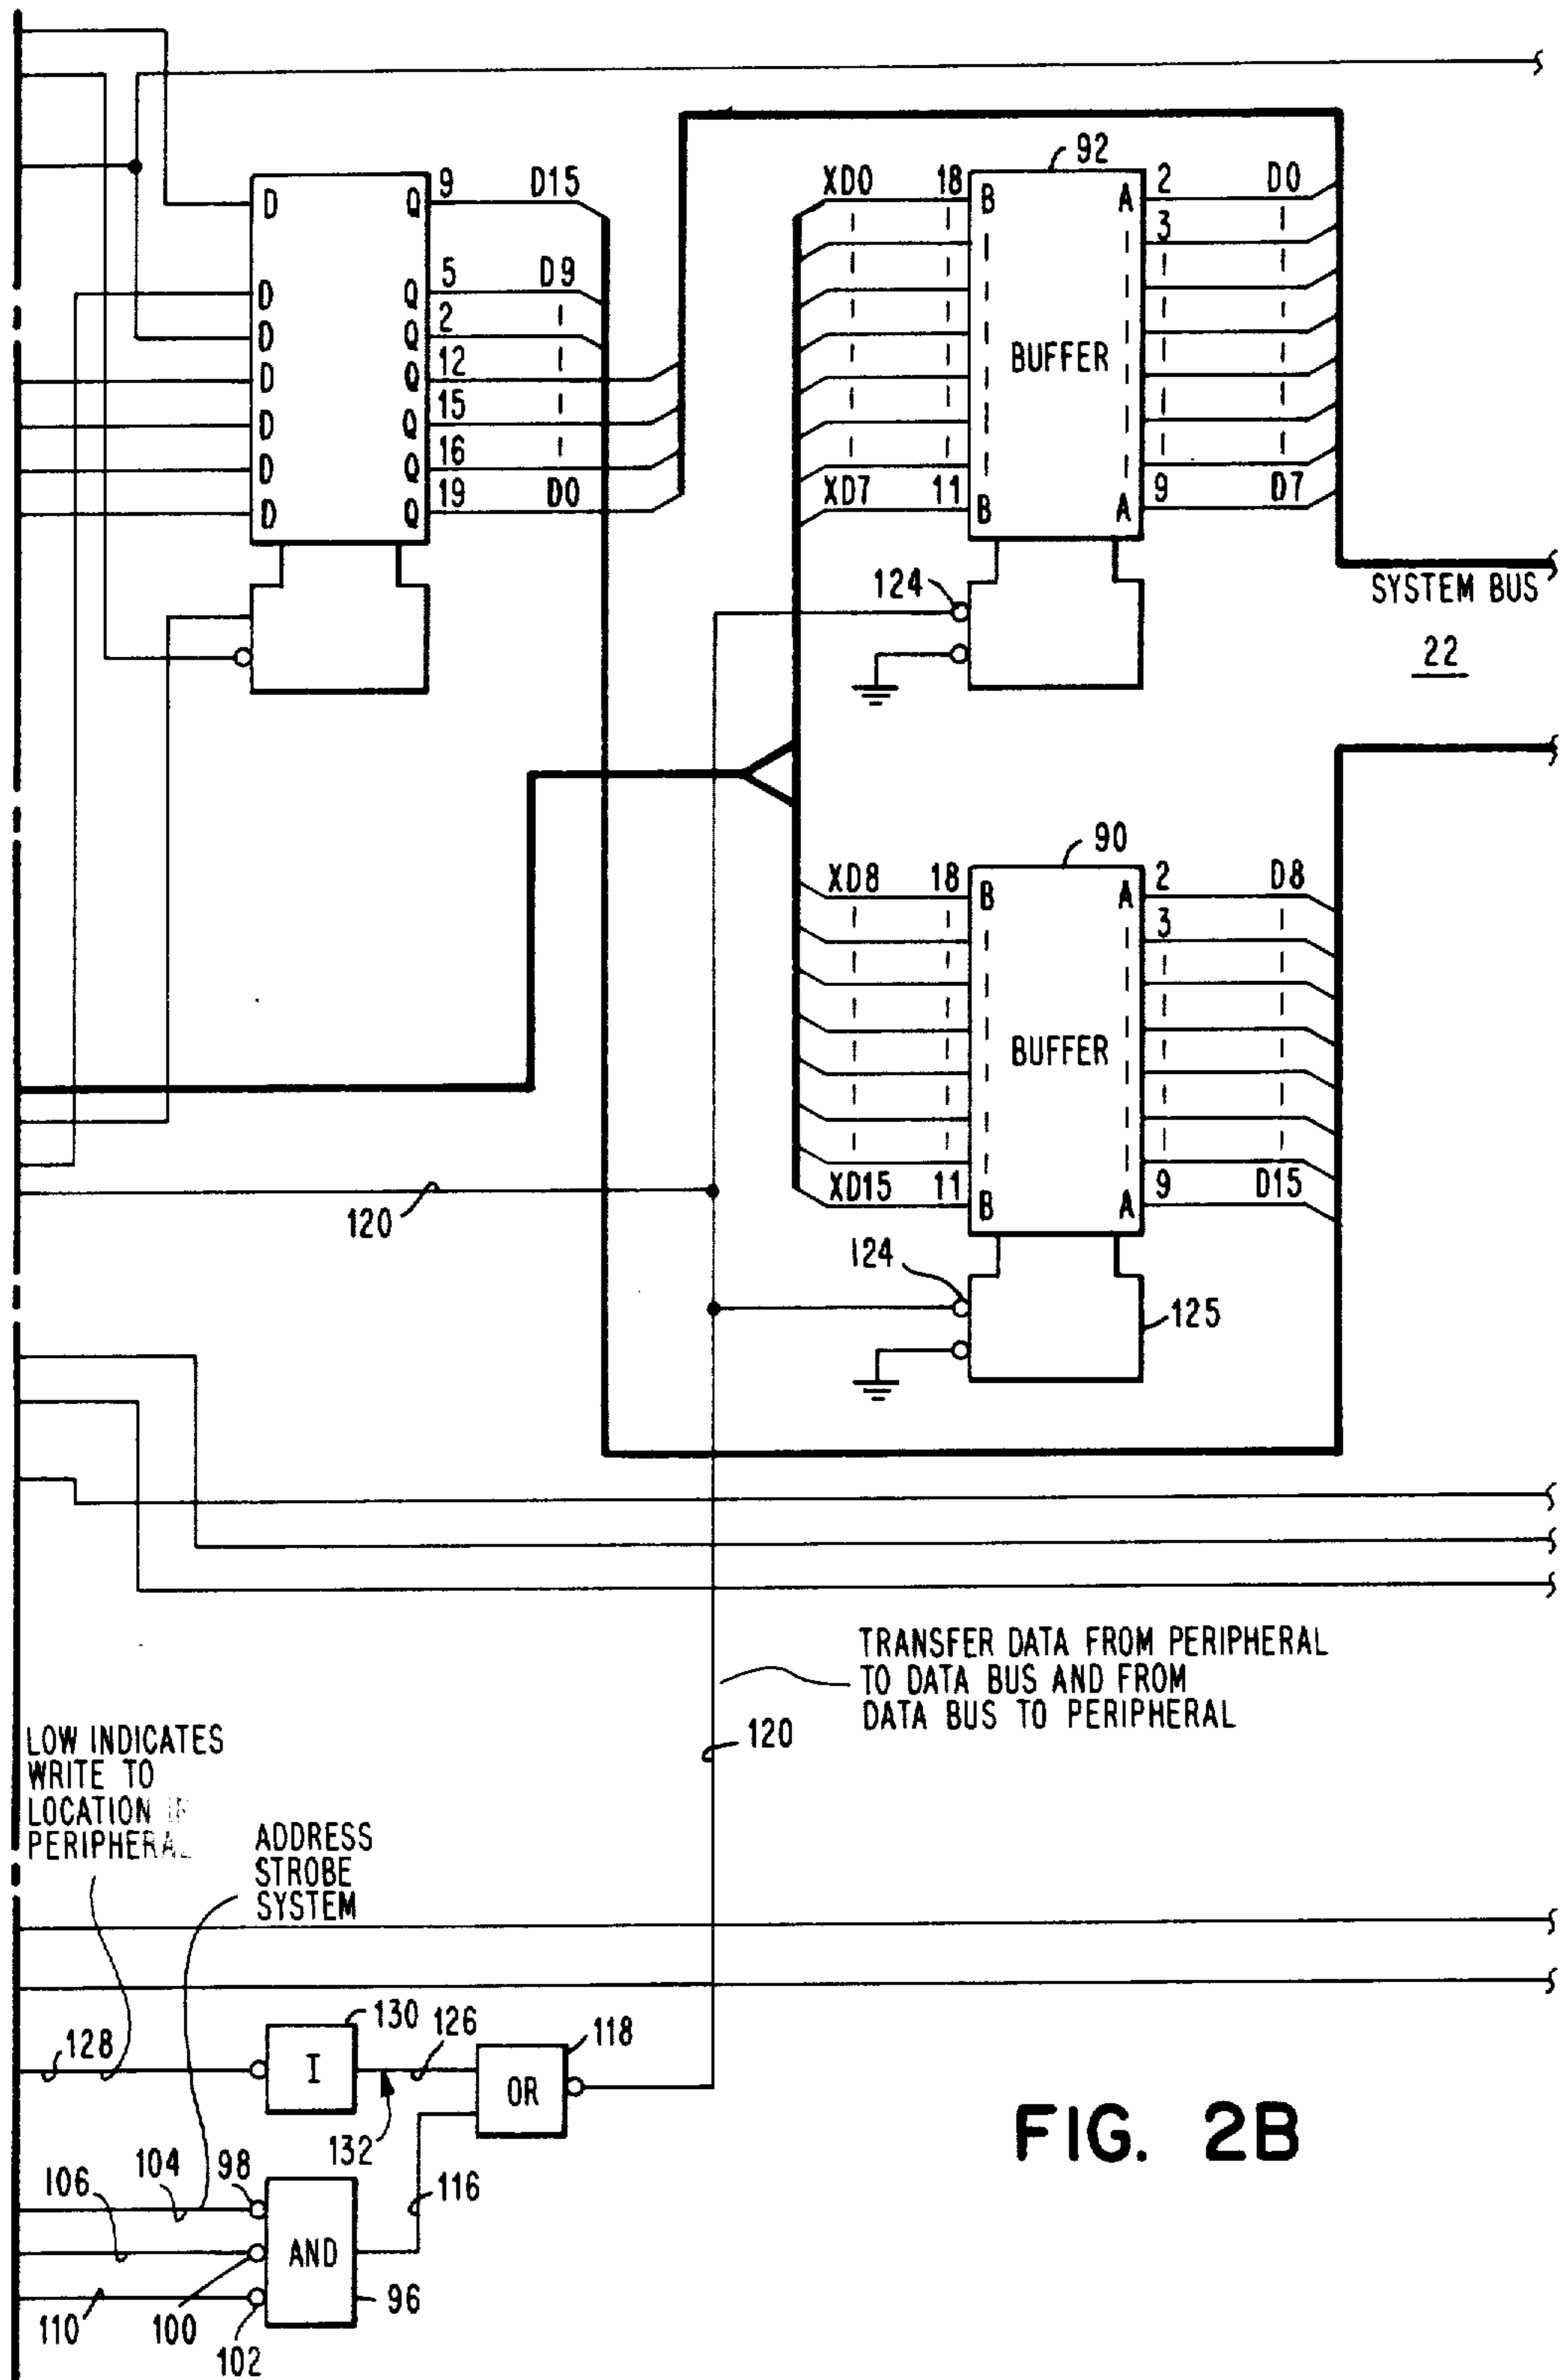 92
D Q 9 D15
XD0 18 B A 2 D0
3
D Q 5 D9
D Q 2
D Q 12
BUFFER
D Q 15
D Q 16
D Q 19 D0
XD7 11 B A 9 D7
124
SYSTEM BUS
22
90
XD8 18 B A 2 D8
3
BUFFER
XD15 11 B A 9 D15
120
124
125
TRANSFER DATA FROM PERIPHERAL
TO DATA BUS AND FROM
DATA BUS TO PERIPHERAL
120
LOW INDICATES
WRITE TO
LOCATION
PERIPHERAL
ADDRESS
STROBE
SYSTEM
128
130
I
126
132
118
OR
106
104
98
116
AND
110
100
102
96
FIG. 2B